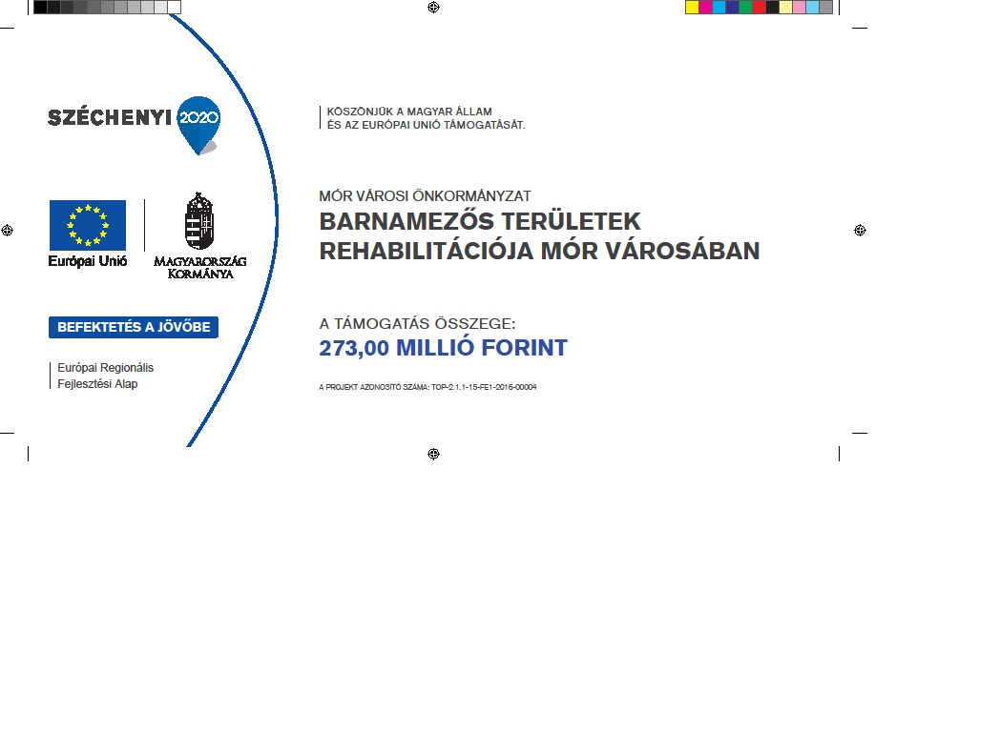 SZÉCHENYI 2020
Európai Unió
MAGYARORSZÁG
KORMÁNYA
BEFEKTETÉS A JÖVŐBE
Európai Regionális
Fejlesztési Alap
KÖSZÖNJÜK A MAGYAR ÁLLAM
ÉS AZ EURÓPAI UNIÓ TÁMOGATÁSÁT.
MÓR VÁROSI ÖNKORMÁNYZAT
BARNAMEZŐS TERÜLETEK
REHABILITÁCIÓJA MÓR VÁROSÁBAN
A TÁMOGATÁS ÖSSZEGE:
273,00 MILLIÓ FORINT
A PROJEKT AZONOSÍTÓ SZÁMA: TOP-2.1.1-15-FE1-2016-00004